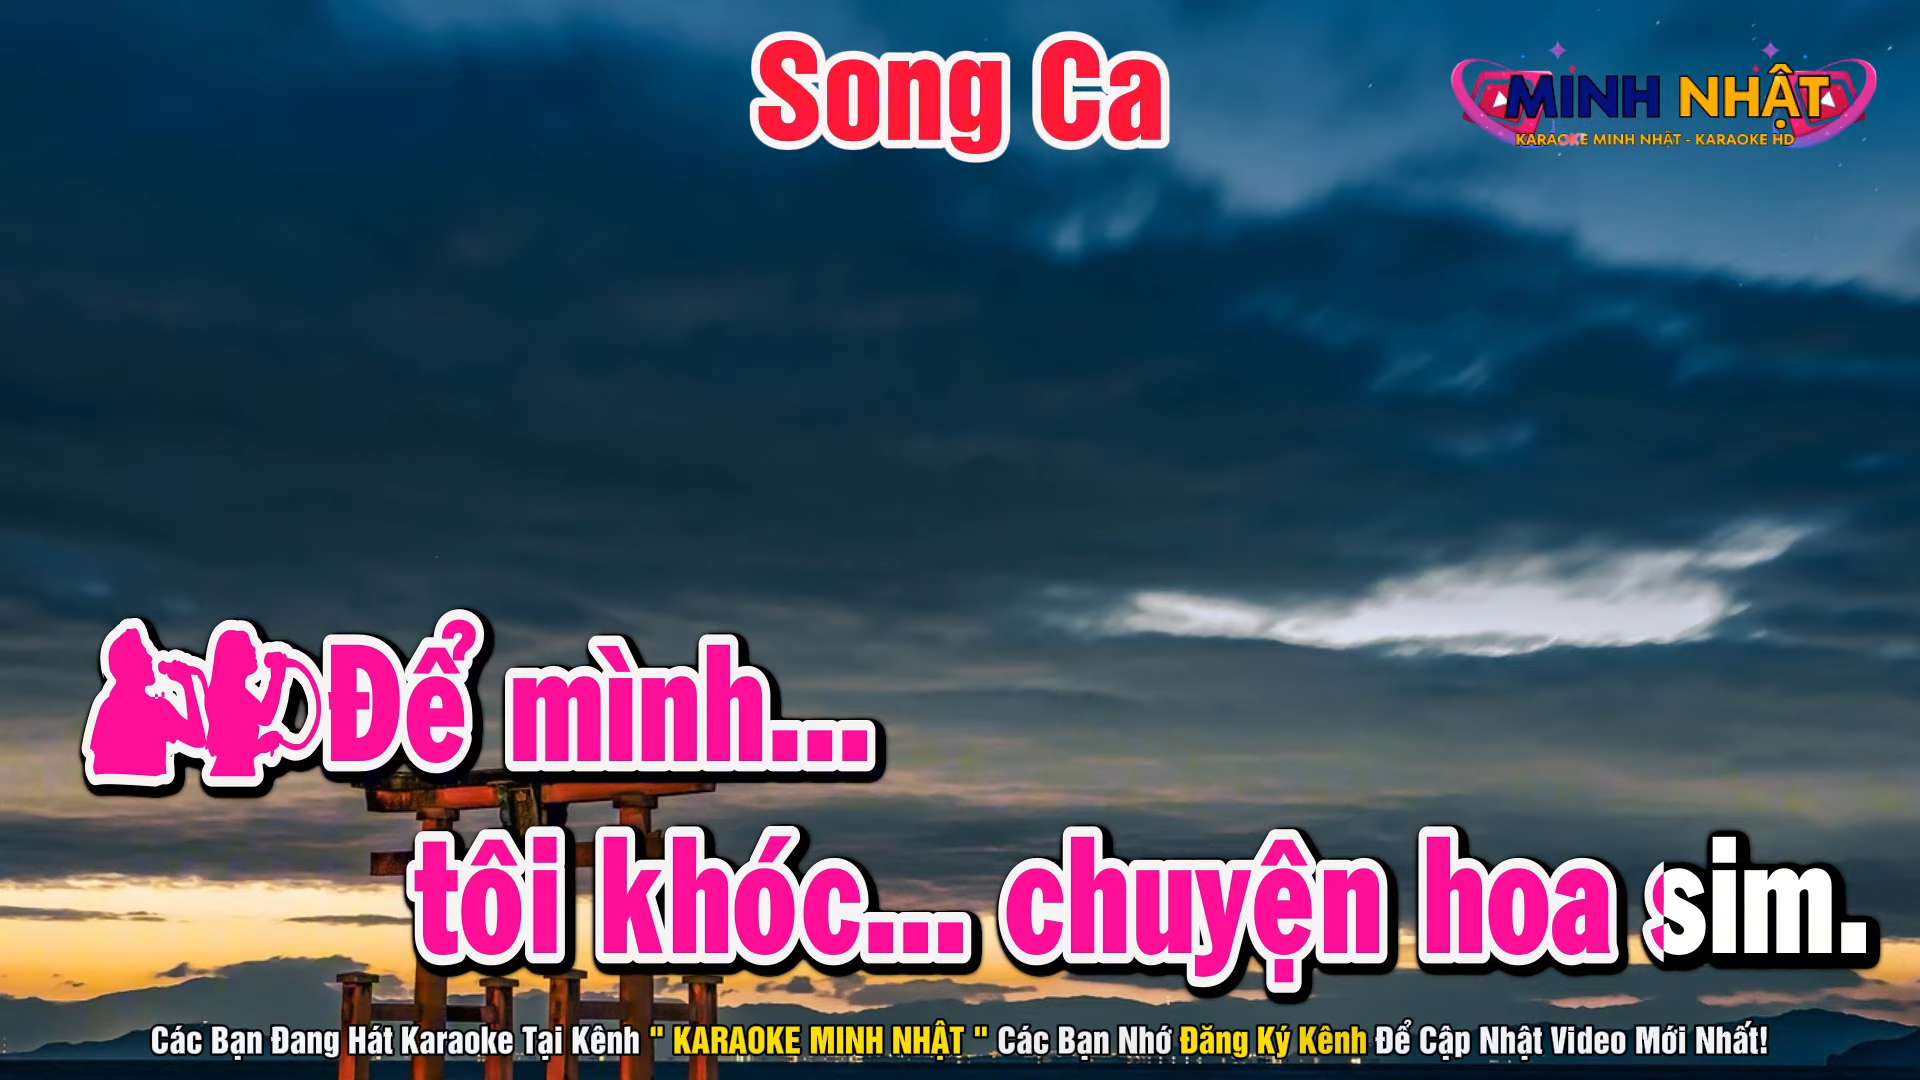 Song Ca
MINH NHẬT
KARAOKE MINH NHẬT - KARAOKE HD
Để mình...
tôi khóc... chuyện hoa sim.
Các Bạn Đang Hát Karaoke Tại Kênh " KARAOKE MINH NHẬT " Các Bạn Nhớ Đăng Ký Kênh Để Cập Nhật Video Mới Nhất!